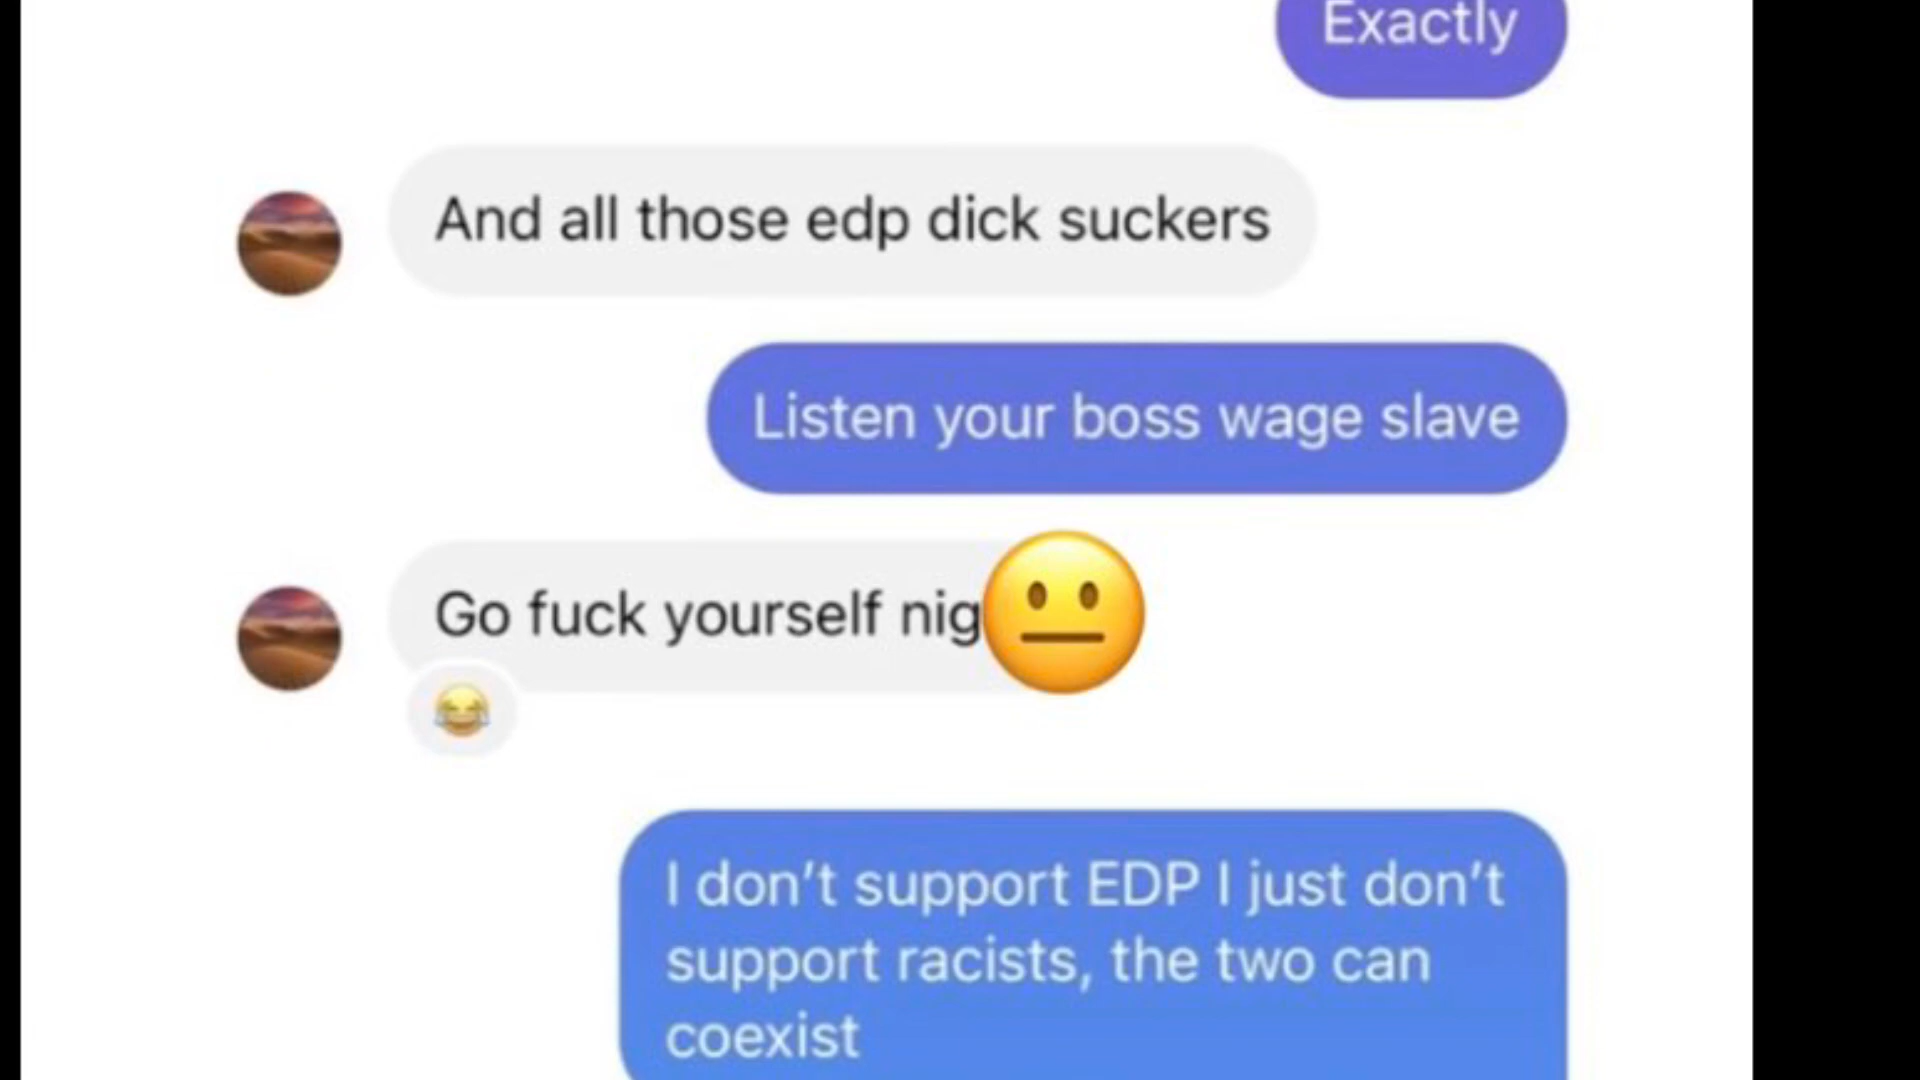 Exactly
And all those edp dick suckers
Listen your boss wage slave
Go fuck yourself nig
I don't support EDP I just don't
support racists, the two can
coexist